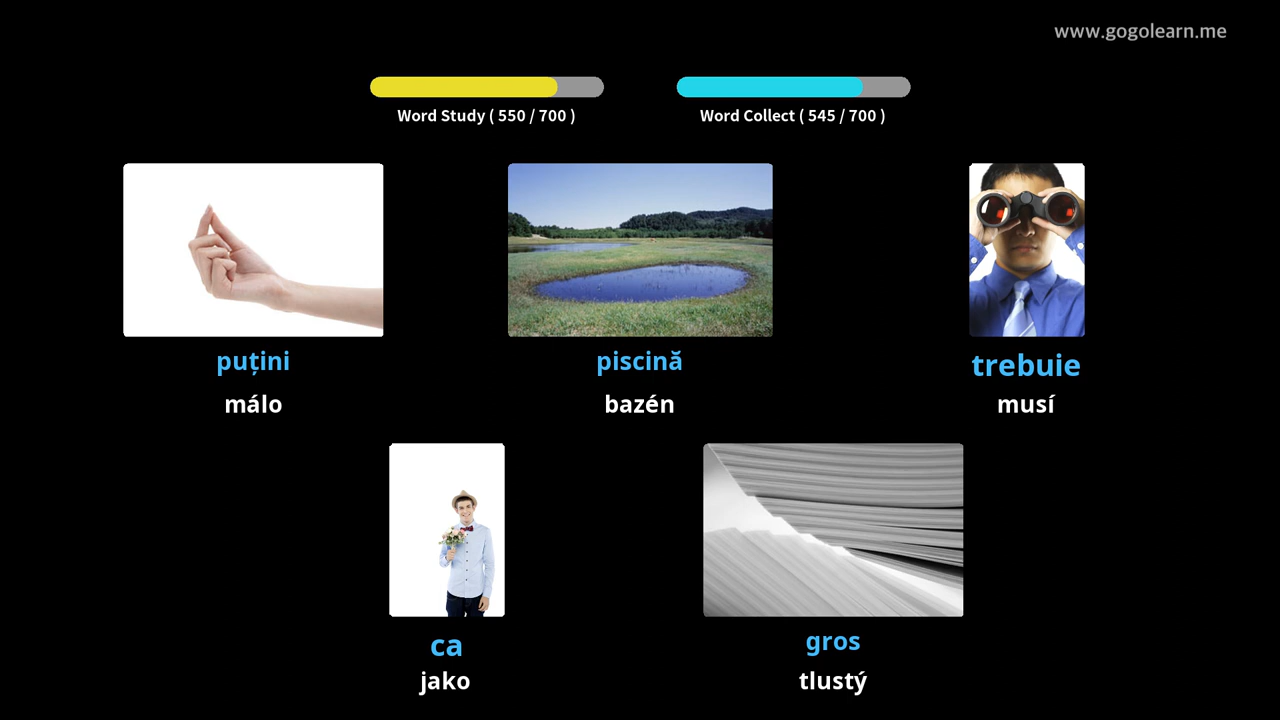 www.gogolearn.me
Word Study ( 550 / 700 )
Word Collect ( 545 / 700 )
puțini
piscină
trebuie
málo
bazén
musí
ca
gros
jako
tlustý